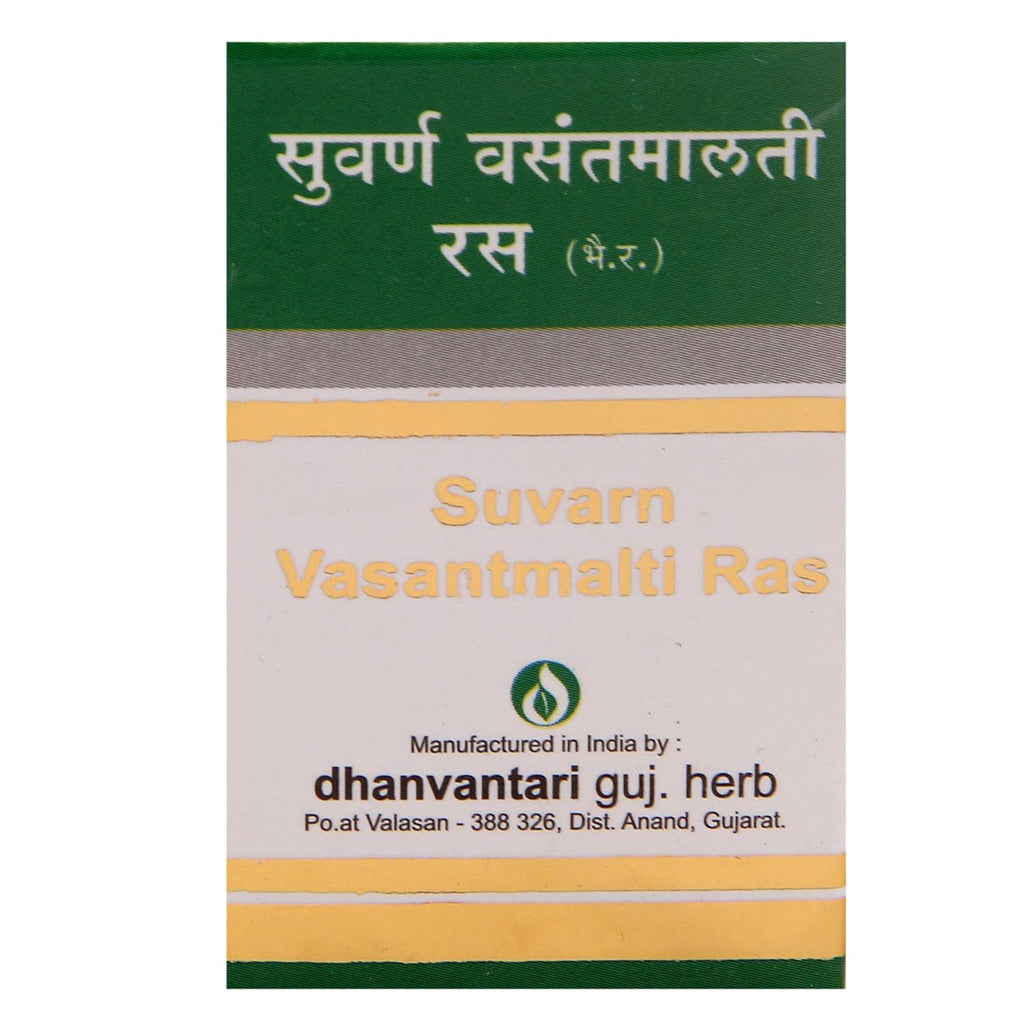 सुवर्ण वसंतमालती
रस (भै.र.)
Suvarn
Vasantmalti Ras
Manufactured in India by :
dhanvantari guj. herb
Po.at Valasan - 388 326, Dist. Anand, Gujarat.